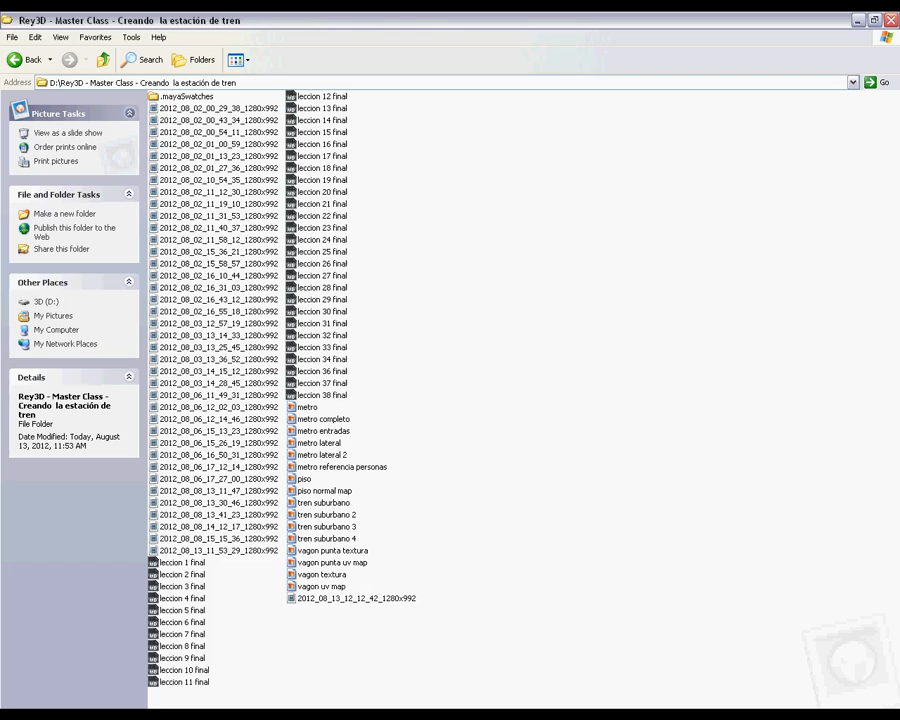 Rey3D - Master Class - Creando la estación de tren
File Edit View Favorites Tools Help
Back Search Folders
Address D:\Rey3D - Master Class - Creando la estación de tren Go
Picture Tasks
View as a slide show
Order prints online
Print pictures
File and Folder Tasks
Make a new folder
Publish this folder to the
Web
Share this folder
Other Places
3D (D:)
My Pictures
My Computer
My Network Places
Details
Rey3D - Master Class -
Creando la estación de
tren
File Folder
Date Modified: Today, August
13, 2012, 11:53 AM
.mayaSwatches
2012_08_02_00_29_38_1280x992
2012_08_02_00_43_34_1280x992
2012_08_02_00_54_11_1280x992
2012_08_02_01_00_59_1280x992
2012_08_02_01_13_23_1280x992
2012_08_02_01_27_36_1280x992
2012_08_02_10_54_35_1280x992
2012_08_02_11_12_30_1280x992
2012_08_02_11_19_10_1280x992
2012_08_02_11_31_53_1280x992
2012_08_02_11_40_37_1280x992
2012_08_02_11_58_12_1280x992
2012_08_02_15_36_21_1280x992
2012_08_02_15_58_57_1280x992
2012_08_02_16_10_44_1280x992
2012_08_02_16_31_03_1280x992
2012_08_02_16_43_12_1280x992
2012_08_02_16_55_18_1280x992
2012_08_03_12_57_19_1280x992
2012_08_03_13_14_33_1280x992
2012_08_03_13_25_45_1280x992
2012_08_03_13_36_52_1280x992
2012_08_03_14_15_12_1280x992
2012_08_03_14_28_45_1280x992
2012_08_06_11_49_31_1280x992
2012_08_06_12_02_03_1280x992
2012_08_06_12_14_46_1280x992
2012_08_06_15_13_23_1280x992
2012_08_06_15_26_19_1280x992
2012_08_06_16_50_31_1280x992
2012_08_06_17_12_14_1280x992
2012_08_06_17_27_00_1280x992
2012_08_08_13_11_47_1280x992
2012_08_08_13_30_46_1280x992
2012_08_08_13_41_23_1280x992
2012_08_08_14_12_17_1280x992
2012_08_08_15_15_36_1280x992
2012_08_13_11_53_29_1280x992
leccion 1 final
leccion 2 final
leccion 3 final
leccion 4 final
leccion 5 final
leccion 6 final
leccion 7 final
leccion 8 final
leccion 9 final
leccion 10 final
leccion 11 final
leccion 12 final
leccion 13 final
leccion 14 final
leccion 15 final
leccion 16 final
leccion 17 final
leccion 18 final
leccion 19 final
leccion 20 final
leccion 21 final
leccion 22 final
leccion 23 final
leccion 24 final
leccion 25 final
leccion 26 final
leccion 27 final
leccion 28 final
leccion 29 final
leccion 30 final
leccion 31 final
leccion 32 final
leccion 33 final
leccion 34 final
leccion 36 final
leccion 37 final
leccion 38 final
metro
metro completo
metro entradas
metro lateral
metro lateral 2
metro referencia personas
piso
piso normal map
tren suburbano
tren suburbano 2
tren suburbano 3
tren suburbano 4
vagon punta textura
vagon punta uv map
vagon textura
vagon uv map
2012_08_13_12_12_42_1280x992